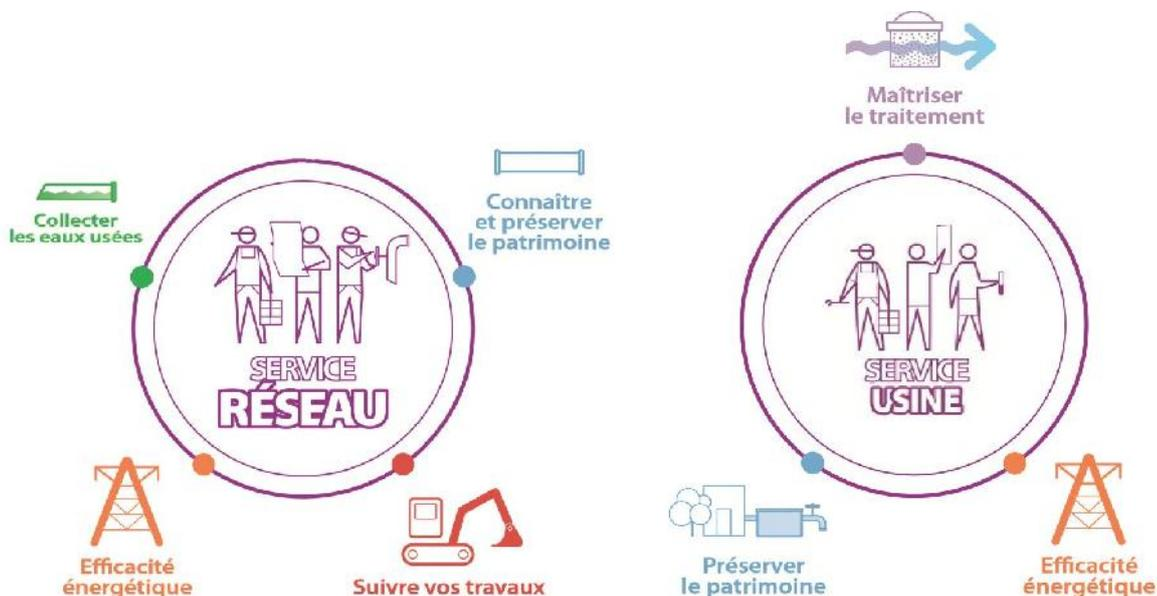 Collecter
les eaux usées
Connaître
et préserver
le patrimoine
SERVICE
RÉSEAU
Efficacité
énergétique
Suivre vos travaux
Maîtriser
le traitement
SERVICE
USINE
Préserver
le patrimoine
Efficacité
énergétique